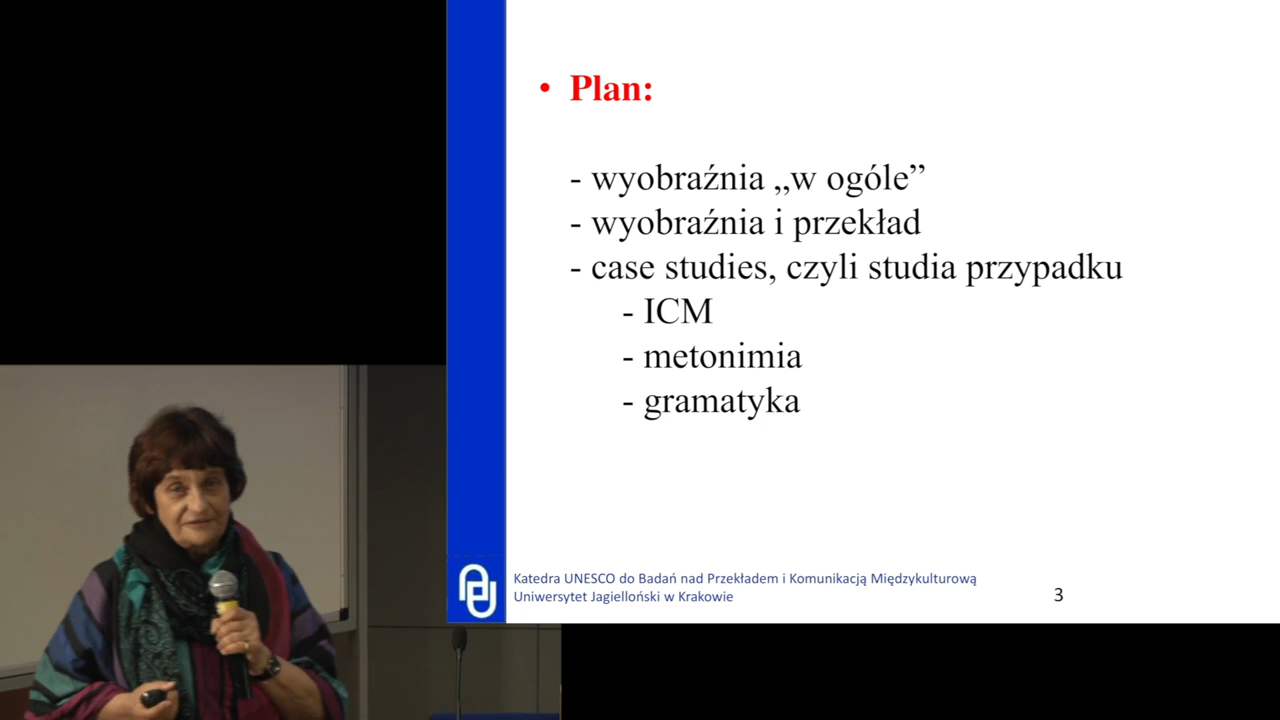 • Plan:
- wyobraźnia „w ogóle”
- wyobraźnia i przekład
- case studies, czyli studia przypadku
- ICM
- metonimia
- gramatyka
Katedra UNESCO do Badań nad Przekładem i Komunikacją Międzykulturową
Uniwersytet Jagielloński w Krakowie
3